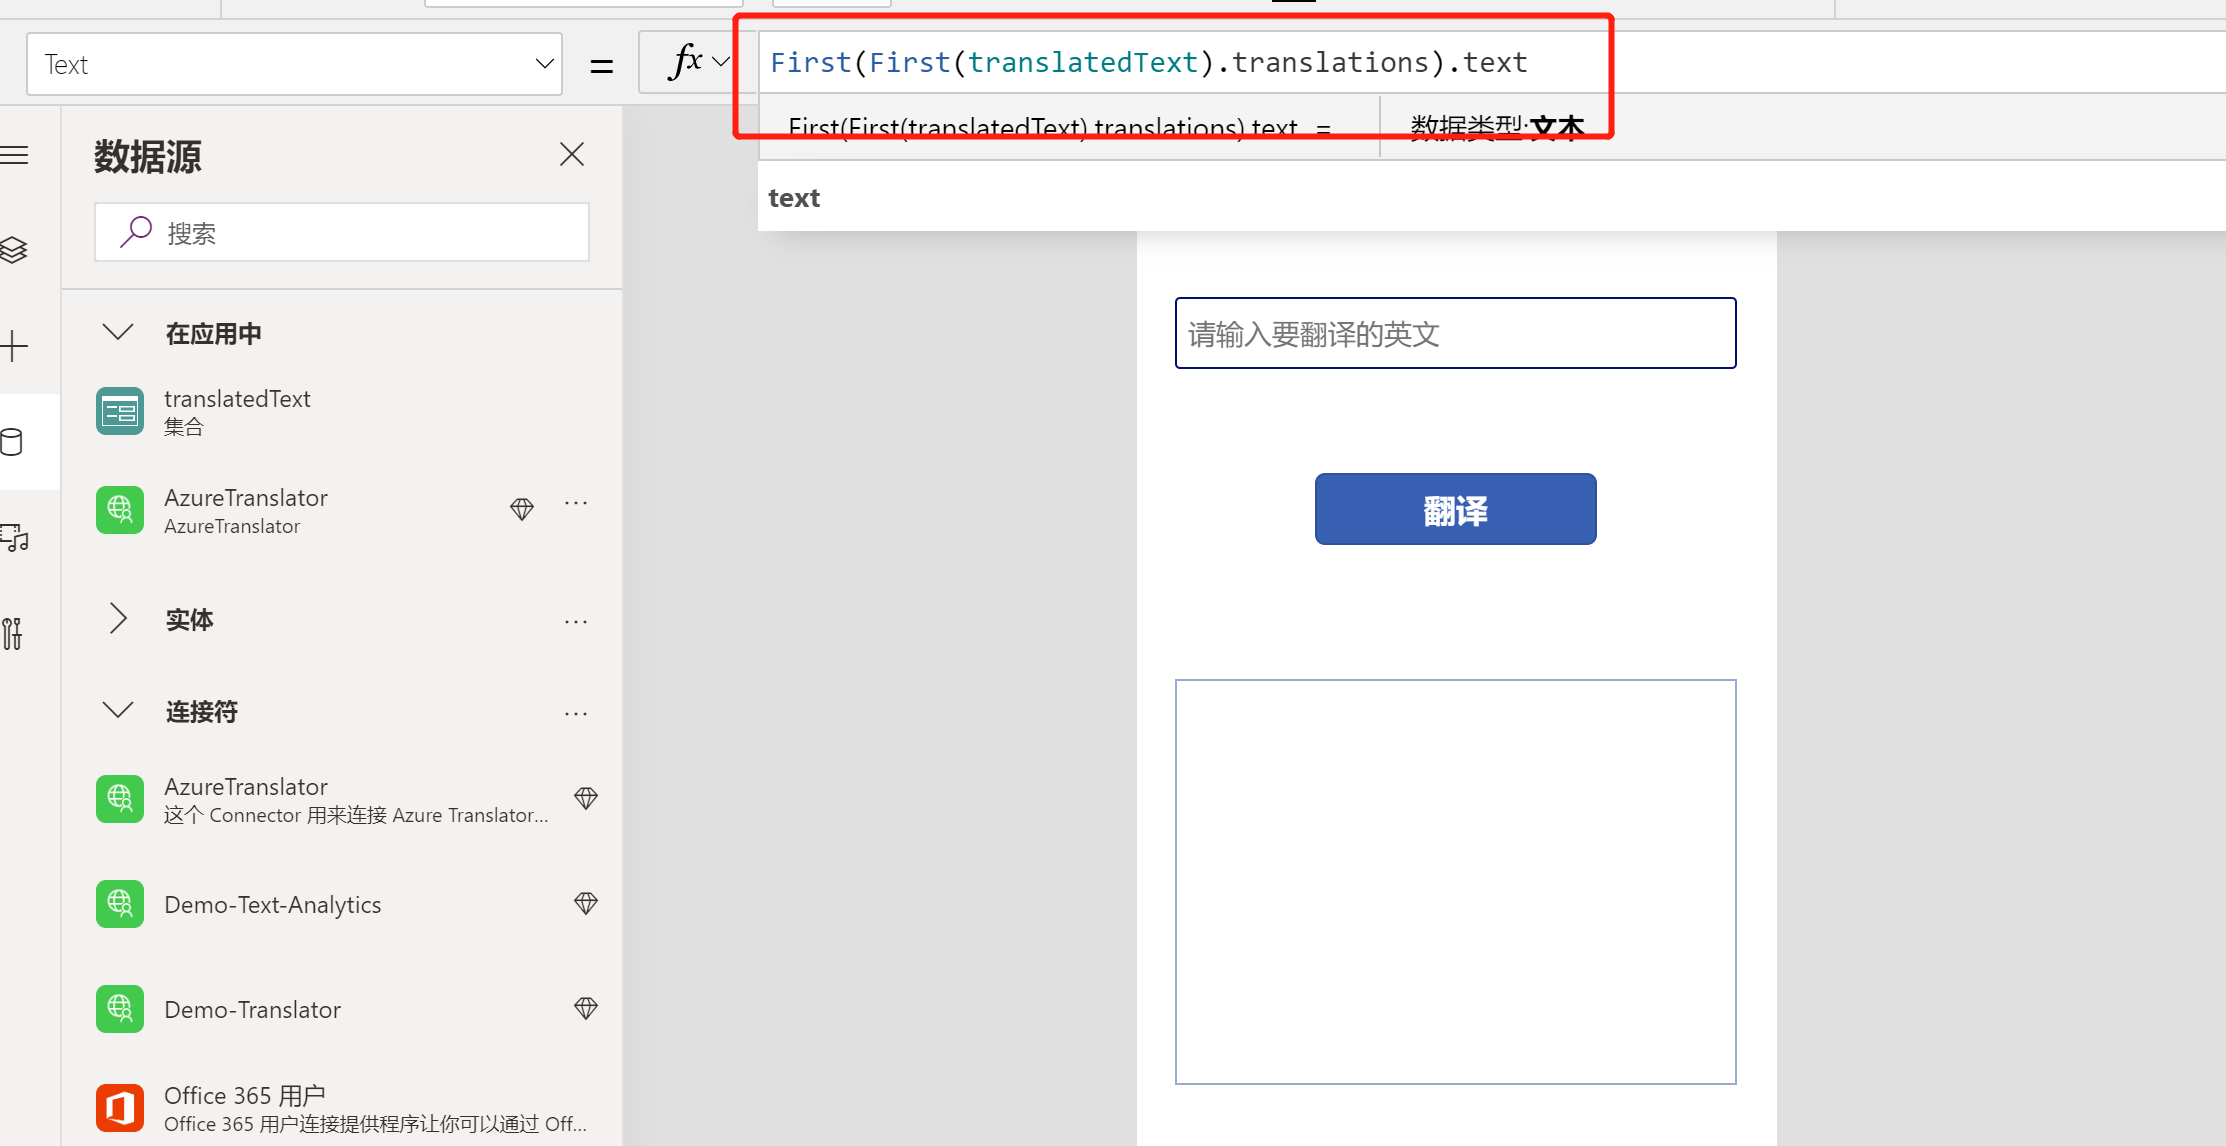 Text
=
fx
First(First(translatedText).translations).text
First(First(translatedText).translations).text =
数据类型:文本
text
数据源
搜索
在应用中
translatedText
集合
AzureTranslator
AzureTranslator
实体
连接符
AzureTranslator
这个 Connector 用来连接 Azure Translator...
Demo-Text-Analytics
Demo-Translator
Office 365 用户
Office 365 用户连接提供程序让你可以通过 Off...
请输入要翻译的英文
翻译